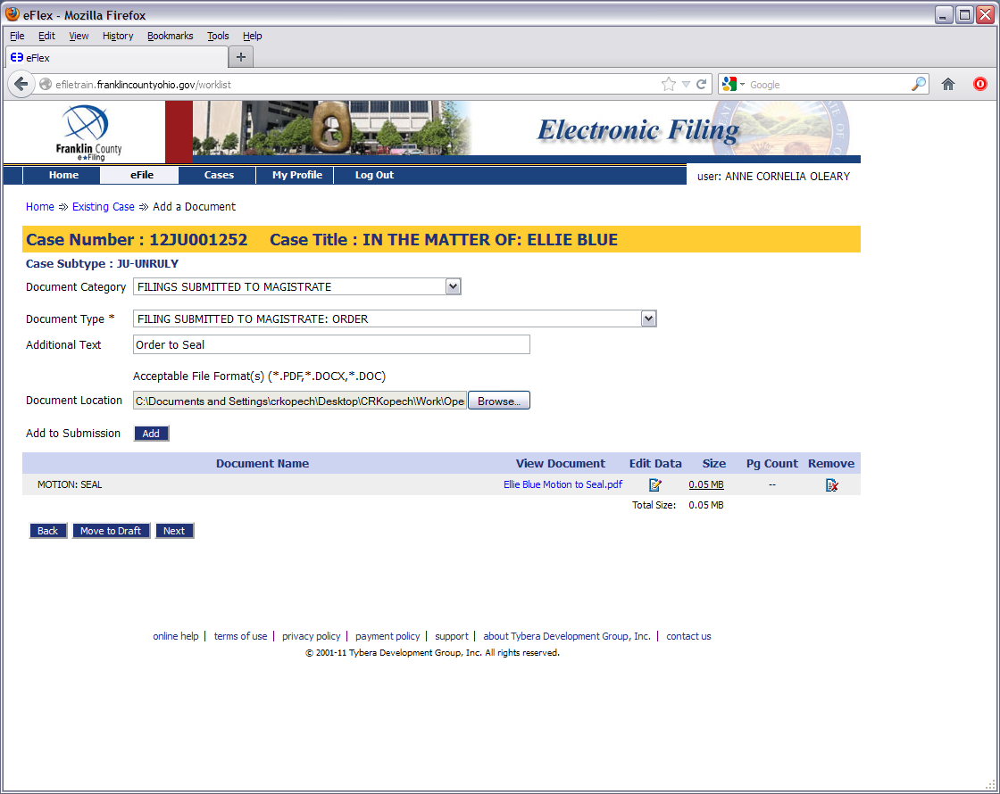 eFlex - Mozilla Firefox
File Edit View History Bookmarks Tools Help
eFlex
efiletrain.franklincountyohio.gov/worklist
Google
Franklin County
e★Filing
Electronic Filing
Home eFile Cases My Profile Log Out
user: ANNE CORNELIA OLEARY
Home ⇒ Existing Case ⇒ Add a Document
Case Number : 12JU001252 Case Title : IN THE MATTER OF: ELLIE BLUE
Case Subtype : JU-UNRULY
Document Category FILINGS SUBMITTED TO MAGISTRATE
Document Type * FILING SUBMITTED TO MAGISTRATE: ORDER
Additional Text Order to Seal
Acceptable File Format(s) (*.PDF,*.DOCX,*.DOC)
Document Location C:\Documents and Settings\crkopech\Desktop\CRKopech\Work\Ope Browse...
Add to Submission Add
Document Name View Document Edit Data Size Pg Count Remove
MOTION: SEAL Ellie Blue Motion to Seal.pdf 0.05 MB --
Total Size: 0.05 MB
Back Move to Draft Next
online help | terms of use | privacy policy | payment policy | support | about Tybera Development Group, Inc. | contact us
© 2001-11 Tybera Development Group, Inc. All rights reserved.